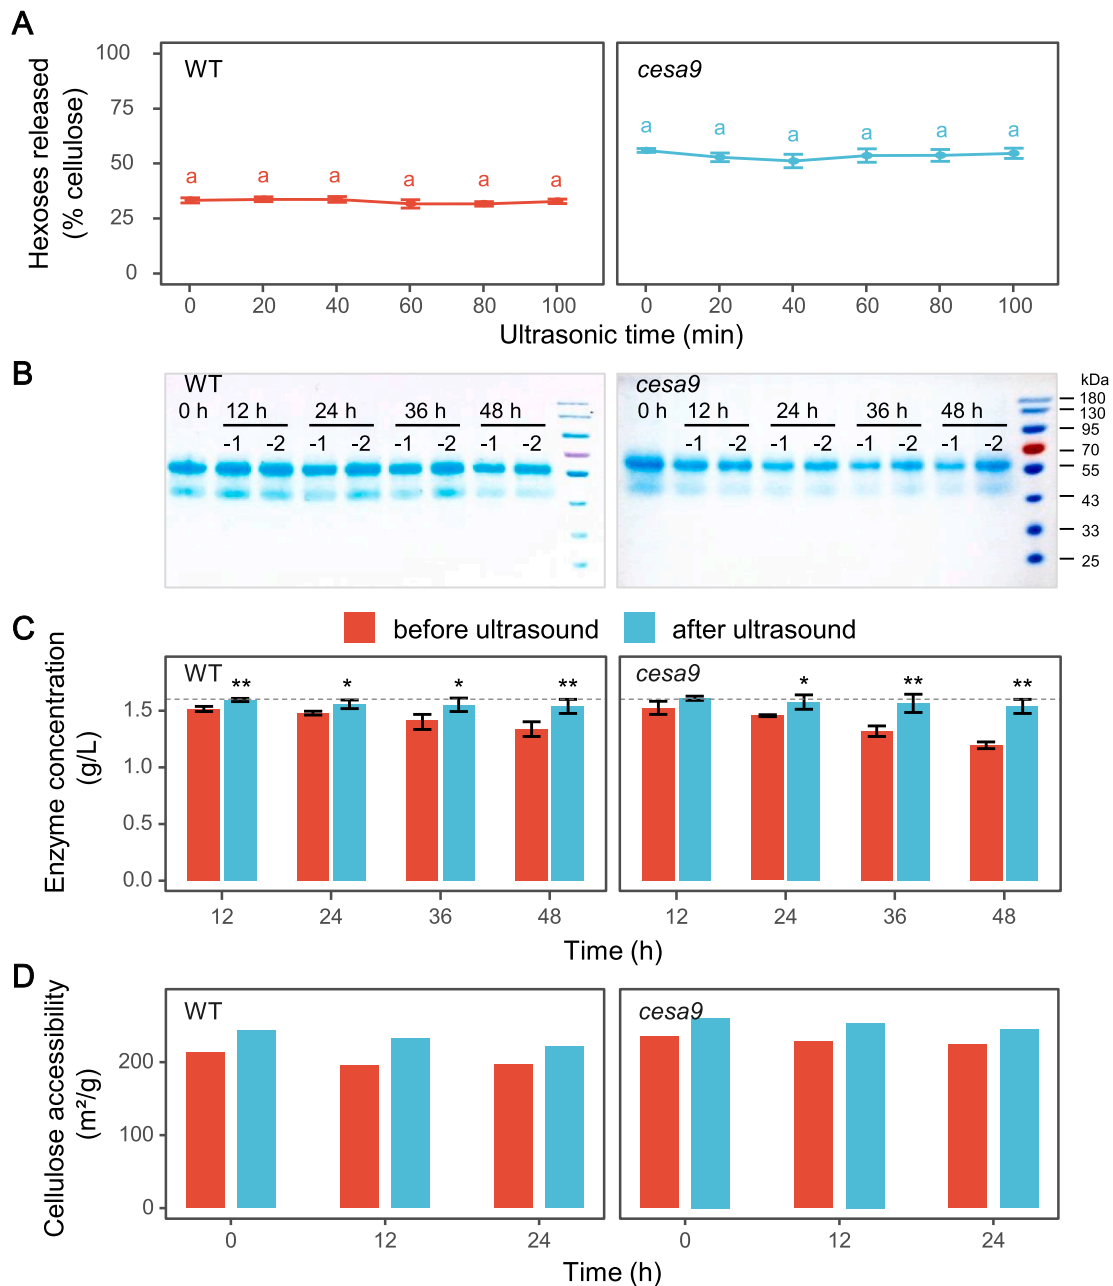 A
Hexoses released
(% cellulose)
100
75
50
25
0
WT
a a a a a a
cesa9
a a a a a a
0 20 40 60 80 100
0 20 40 60 80 100
Ultrasonic time (min)
B
WT
0 h 12 h 24 h 36 h 48 h
-1 -2 -1 -2 -1 -2 -1 -2
cesa9
0 h 12 h 24 h 36 h 48 h
-1 -2 -1 -2 -1 -2 -1 -2
kDa
180
130
95
70
55
43
33
25
C
before ultrasound after ultrasound
Enzyme concentration
(g/L)
1.5
1.0
0.5
0.0
WT
** * * **
cesa9
* ** **
12 24 36 48
12 24 36 48
Time (h)
D
Cellulose accessibility
(m²/g)
200
100
0
WT
cesa9
0 12 24
0 12 24
Time (h)